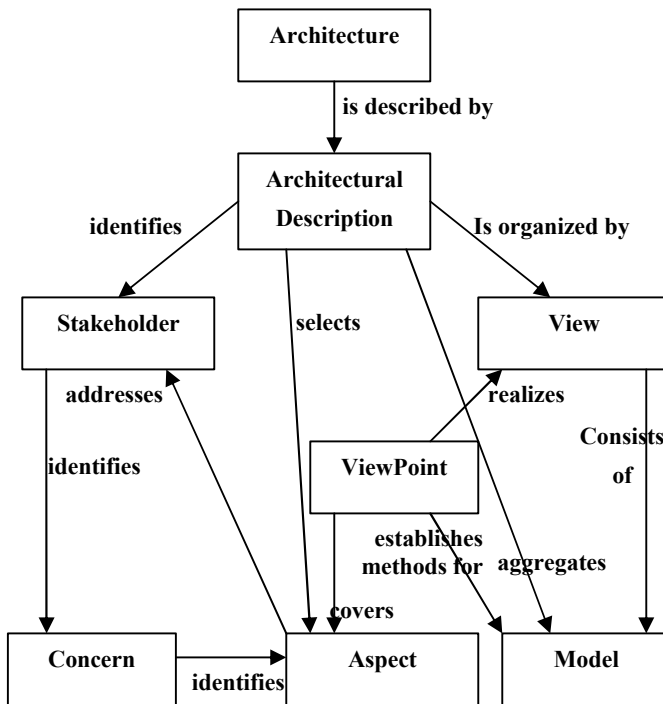 Architecture
is described by
Architectural
Description
identifies
Is organized by
Stakeholder
selects
View
addresses
realizes
identifies
ViewPoint
Consists
of
establishes
methods for
aggregates
covers
Concern
identifies
Aspect
Model